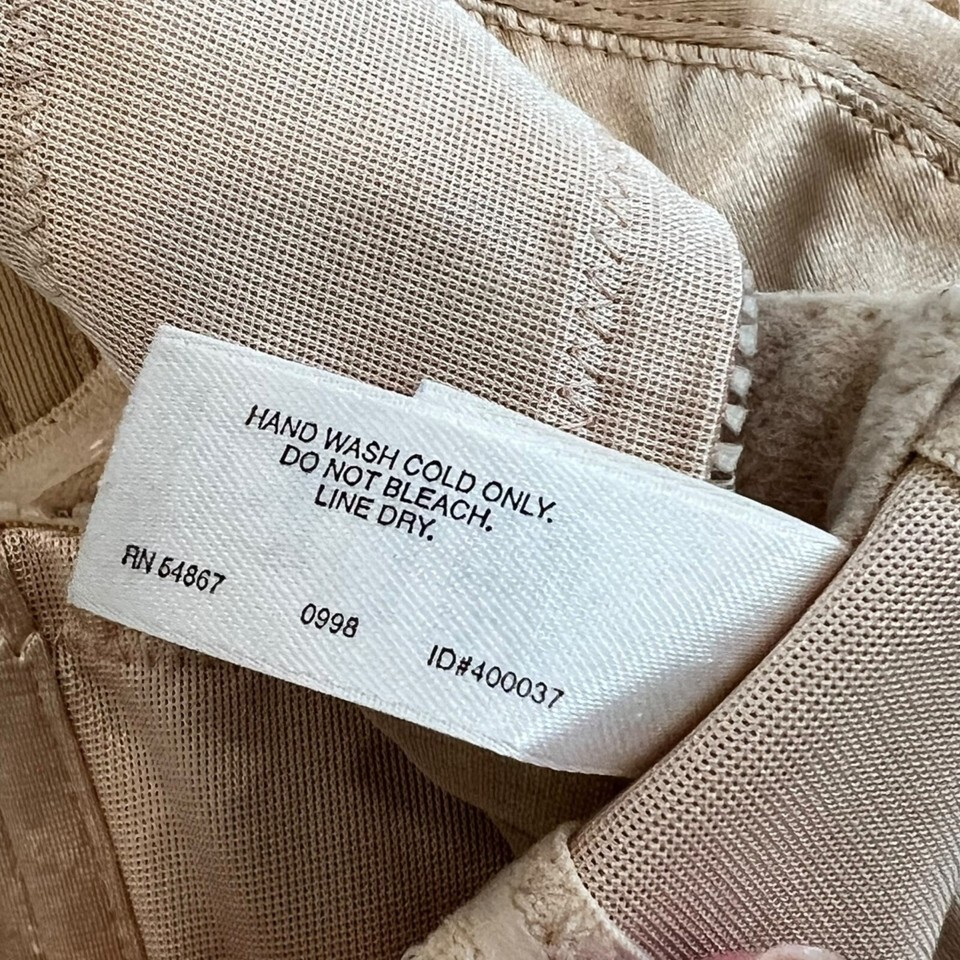 HAND WASH COLD ONLY.
DO NOT BLEACH.
LINE DRY.
RN 54867
0998
ID#400037